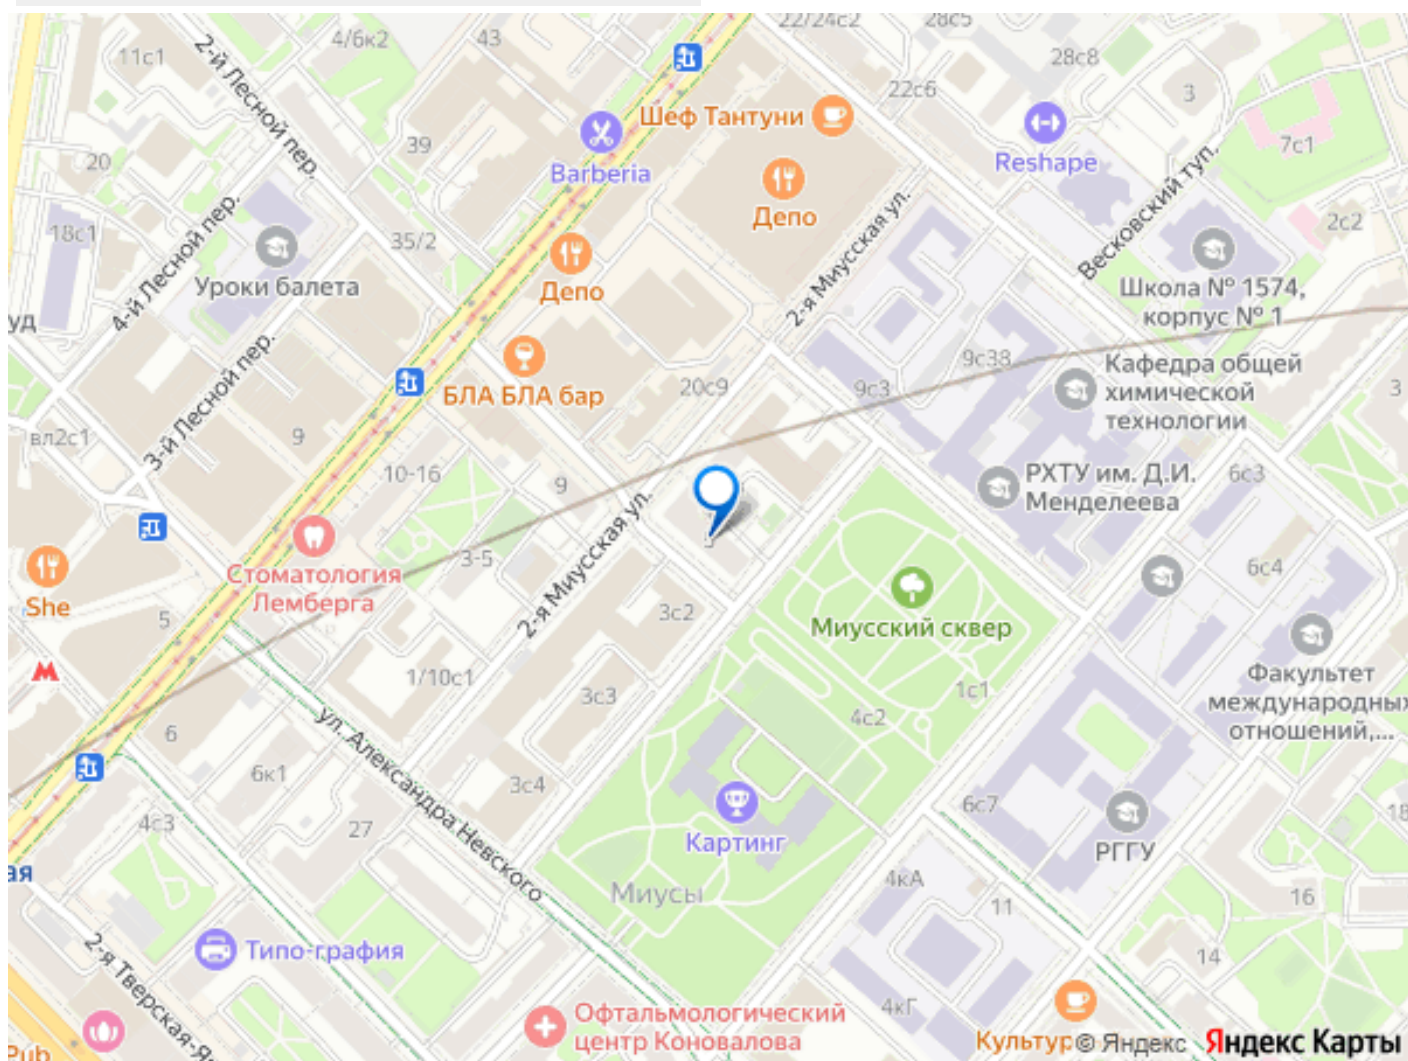 22/24с2
28с5
4/6к2
43
11с1
28с8
2-й Лесной пер.
22с6
3
Шеф Тантуни
39
7с1
20
Barberia
Reshape
Депо
18с1
35/2
2-я Миусская ул.
Весковский туп.
2с2
4-й Лесной пер.
Уроки балета
Депо
Школа № 1574,
корпус № 1
уд
9с38
Кафедра общей
химической
технологии
3-й Лесной пер.
БЛА БЛА бар
20с9
9с3
3
вл2с1
9
10-16
9
РХТУ им. Д.И.
Менделеева
6с3
2-я Миусская ул.
3-5
Стоматология
Лемберга
6с4
She
5
3с2
Миусский сквер
Факультет
международных
отношений,...
1/10с1
3с3
1с1
4с2
6
ул. Александра Невского
6к1
3с4
6с7
4с3
27
Картинг
РГГУ
18
ая
Миусы
4кА
11
16
2-я Тверская-Я
Типо-графия
14
4кГ
Офтальмологический
центр Коновалова
Культур
© Яндекс
Яндекс Карты
Pub